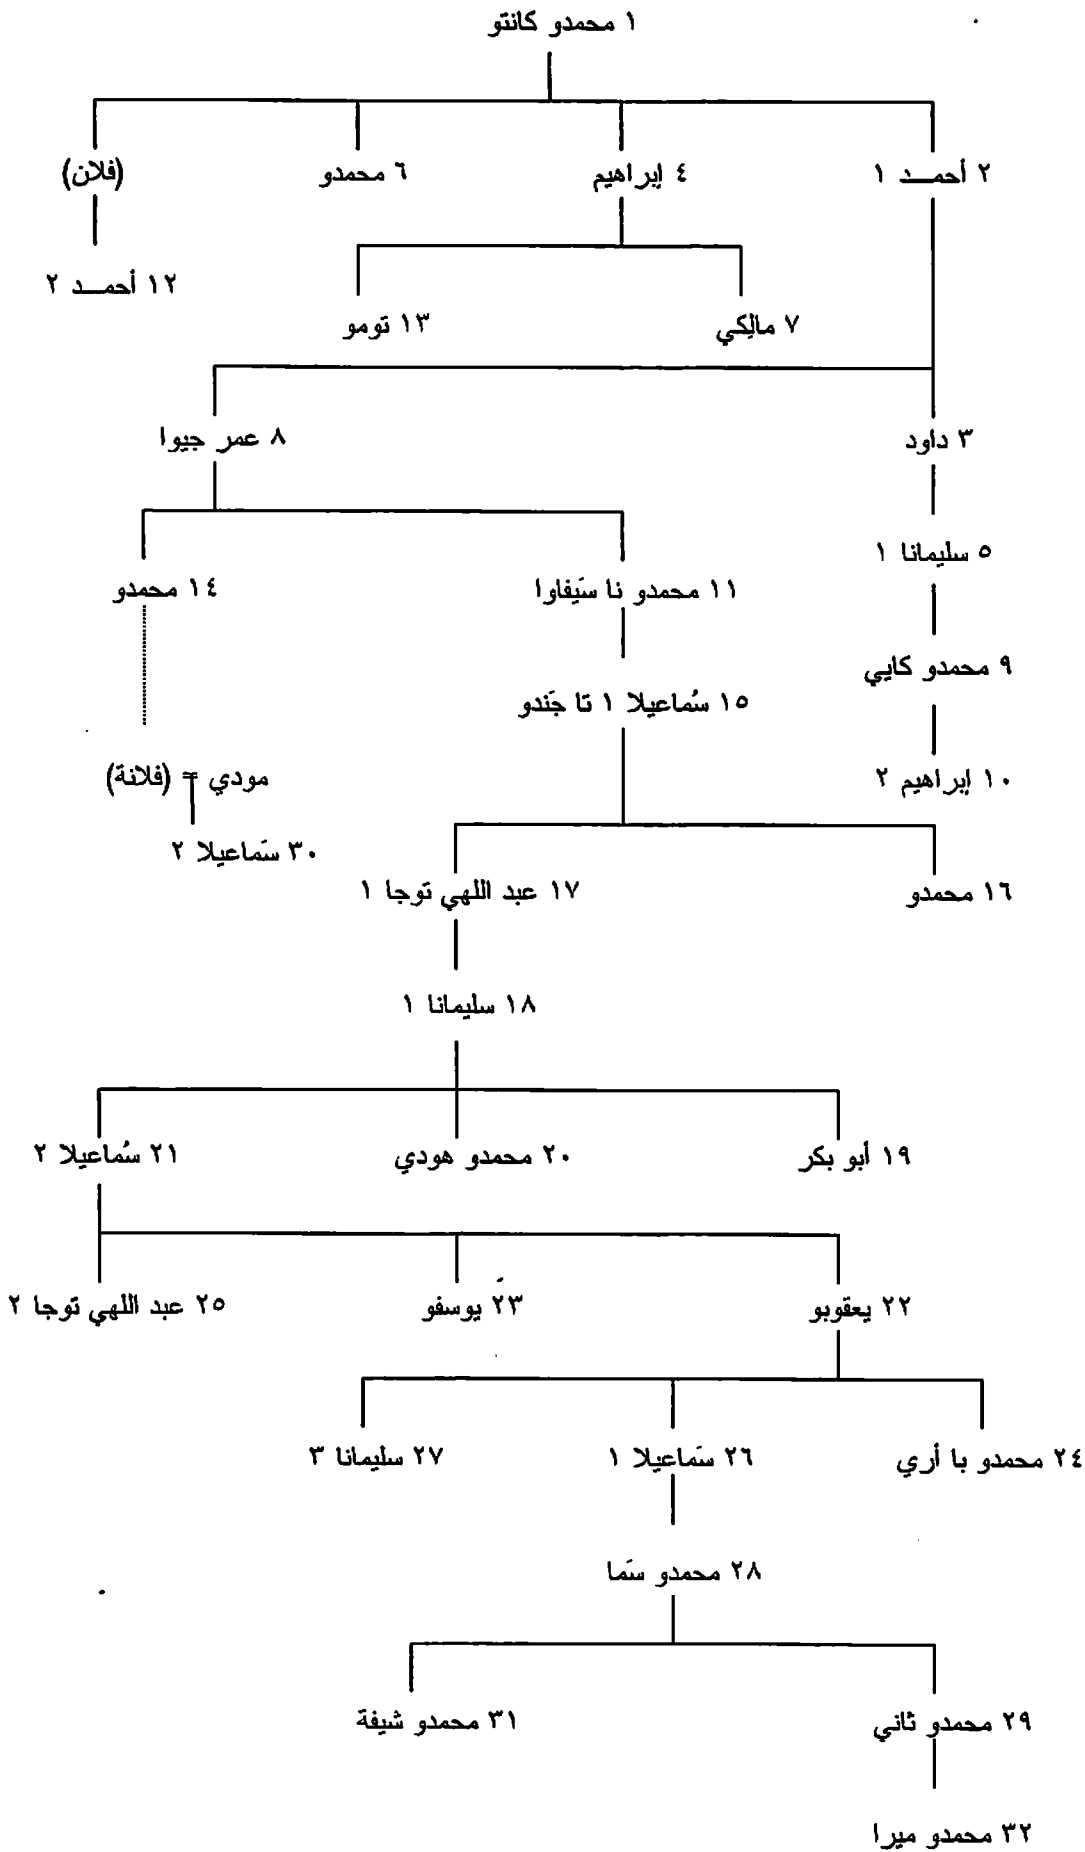 ١ محمدو كانتو
٢ أحمـــد ١
٤ إبراهيم
٦ محمدو
(فلان)
١٢ أحمـــد ٢
٧ مالِكي
١٣ تومو
٨ عمر جيوا
٣ داود
٥ سليمانا ١
١١ محمدو نا سَيفاوا
١٤ محمدو
٩ محمدو كايي
١٥ سُماعيلا ١ تا جَندو
١٠ إبراهيم ٢
مودي = (فلانة)
٣٠ سَماعيلا ٢
١٦ محمدو
١٧ عبد اللهي توجا ١
١٨ سليمانا ١
١٩ أبو بكر
٢٠ محمدو هودي
٢١ سُماعيلا ٢
٢٢ يعقوبو
٢٣ يوسفو
٢٥ عبد اللهي توجا ٢
٢٤ محمدو با أري
٢٦ سَماعيلا ١
٢٧ سليمانا ٣
٢٨ محمدو سَما
٢٩ محمدو ثاني
٣١ محمدو شيفة
٣٢ محمدو ميرا